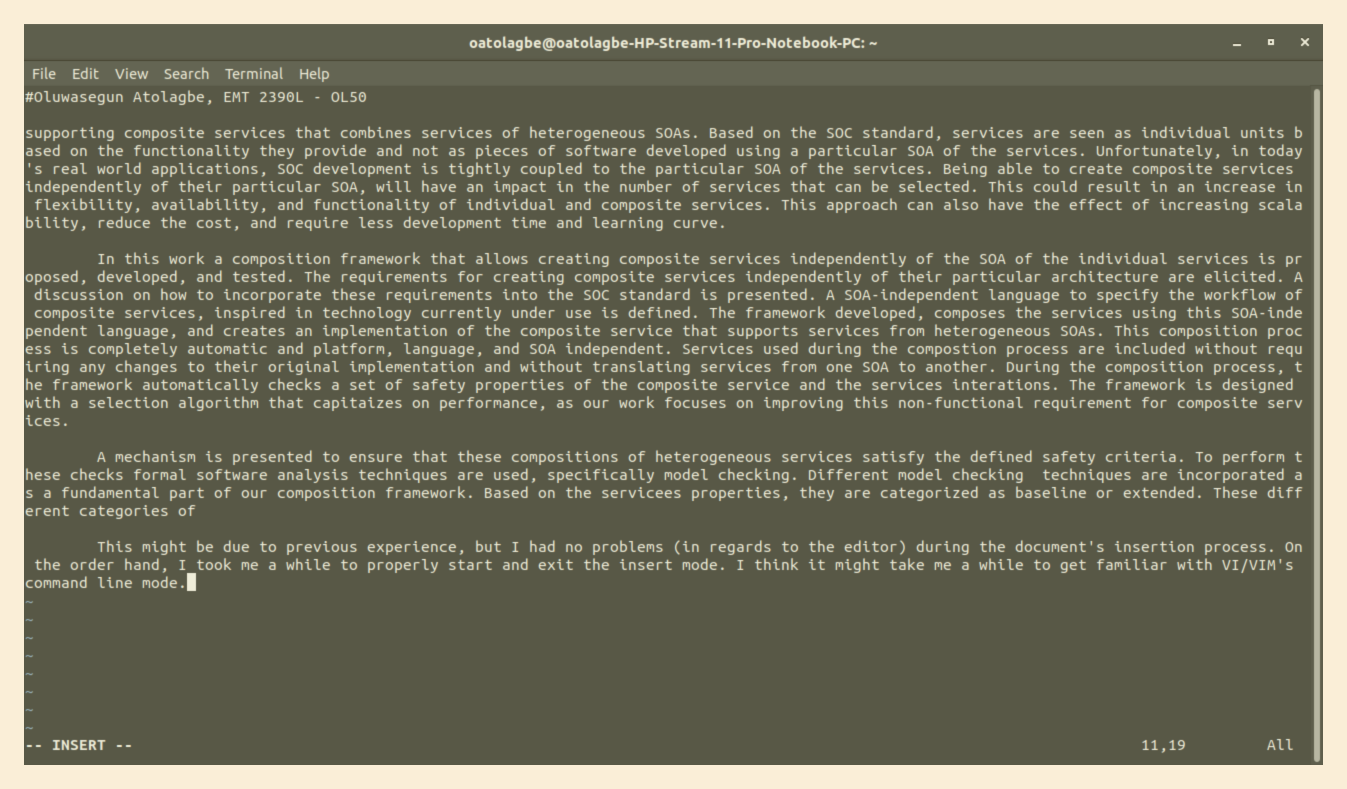 oatolagbe@oatolagbe-HP-Stream-11-Pro-Notebook-PC: ~
File Edit View Search Terminal Help
#Oluwasegun Atolagbe, EMT 2390L - OL50
supporting composite services that combines services of heterogeneous SOAs. Based on the SOC standard, services are seen as individual units b
ased on the functionality they provide and not as pieces of software developed using a particular SOA of the services. Unfortunately, in today
's real world applications, SOC development is tightly coupled to the particular SOA of the services. Being able to create composite services
independently of their particular SOA, will have an impact in the number of services that can be selected. This could result in an increase in
flexibility, availability, and functionality of individual and composite services. This approach can also have the effect of increasing scala
bility, reduce the cost, and require less development time and learning curve.
In this work a composition framework that allows creating composite services independently of the SOA of the individual services is pr
oposed, developed, and tested. The requirements for creating composite services independently of their particular architecture are elicited. A
discussion on how to incorporate these requirements into the SOC standard is presented. A SOA-independent language to specify the workflow of
composite services, inspired in technology currently under use is defined. The framework developed, composes the services using this SOA-inde
pendent language, and creates an implementation of the composite service that supports services from heterogeneous SOAs. This composition proc
ess is completely automatic and platform, language, and SOA independent. Services used during the compostion process are included without requ
iring any changes to their original implementation and without translating services from one SOA to another. During the composition process, t
he framework automatically checks a set of safety properties of the composite service and the services interations. The framework is designed
with a selection algorithm that capitaizes on performance, as our work focuses on improving this non-functional requirement for composite serv
ices.
A mechanism is presented to ensure that these compositions of heterogeneous services satisfy the defined safety criteria. To perform t
hese checks formal software analysis techniques are used, specifically model checking. Different model checking  techniques are incorporated a
s a fundamental part of our composition framework. Based on the servicees properties, they are categorized as baseline or extended. These diff
erent categories of
This might be due to previous experience, but I had no problems (in regards to the editor) during the document's insertion process. On
the order hand, I took me a while to properly start and exit the insert mode. I think it might take me a while to get familiar with VI/VIM's
command line mode.
~
~
~
~
~
~
~
~
-- INSERT -- 11,19 All